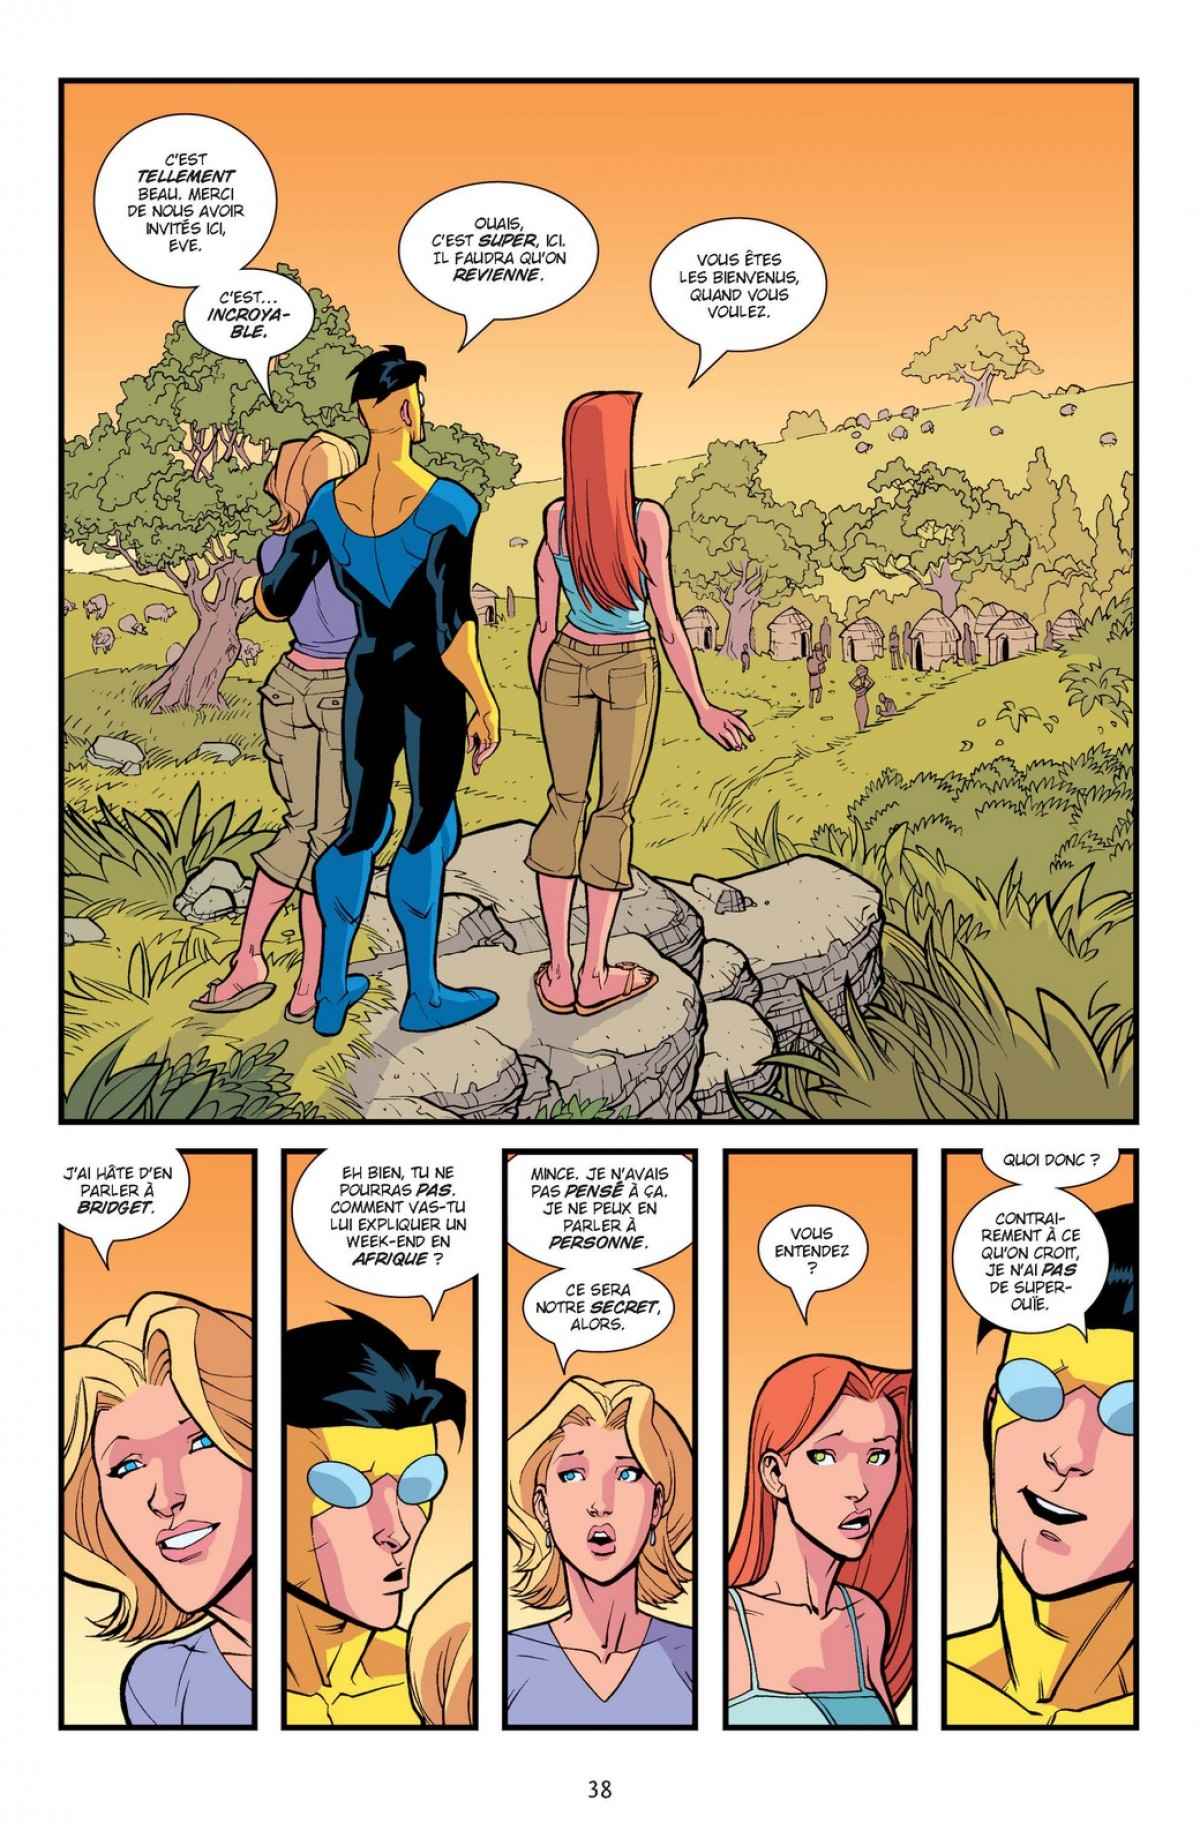 C'EST
TELLEMENT
BEAU. MERCI
DE NOUS AVOIR
INVITÉS ICI,
EVE.
C'EST...
INCROYA-
BLE.
OUAIS,
C'EST SUPER, ICI.
IL FAUDRA QU'ON
REVIENNE.
VOUS ÊTES
LES BIENVENUS,
QUAND VOUS
VOULEZ.
J'AI HÂTE D'EN
PARLER À
BRIDGET.
EH BIEN, TU NE
POURRAS PAS.
COMMENT VAS-TU
LUI EXPLIQUER UN
WEEK-END EN
AFRIQUE ?
MINCE. JE N'AVAIS
PAS PENSÉ À ÇA.
JE NE PEUX EN
PARLER À
PERSONNE.
CE SERA
NOTRE SECRET,
ALORS.
VOUS
ENTENDEZ
?
QUOI DONC ?
CONTRAI-
REMENT À CE
QU'ON CROIT,
JE N'AI PAS
DE SUPER-
OUÏE.
38